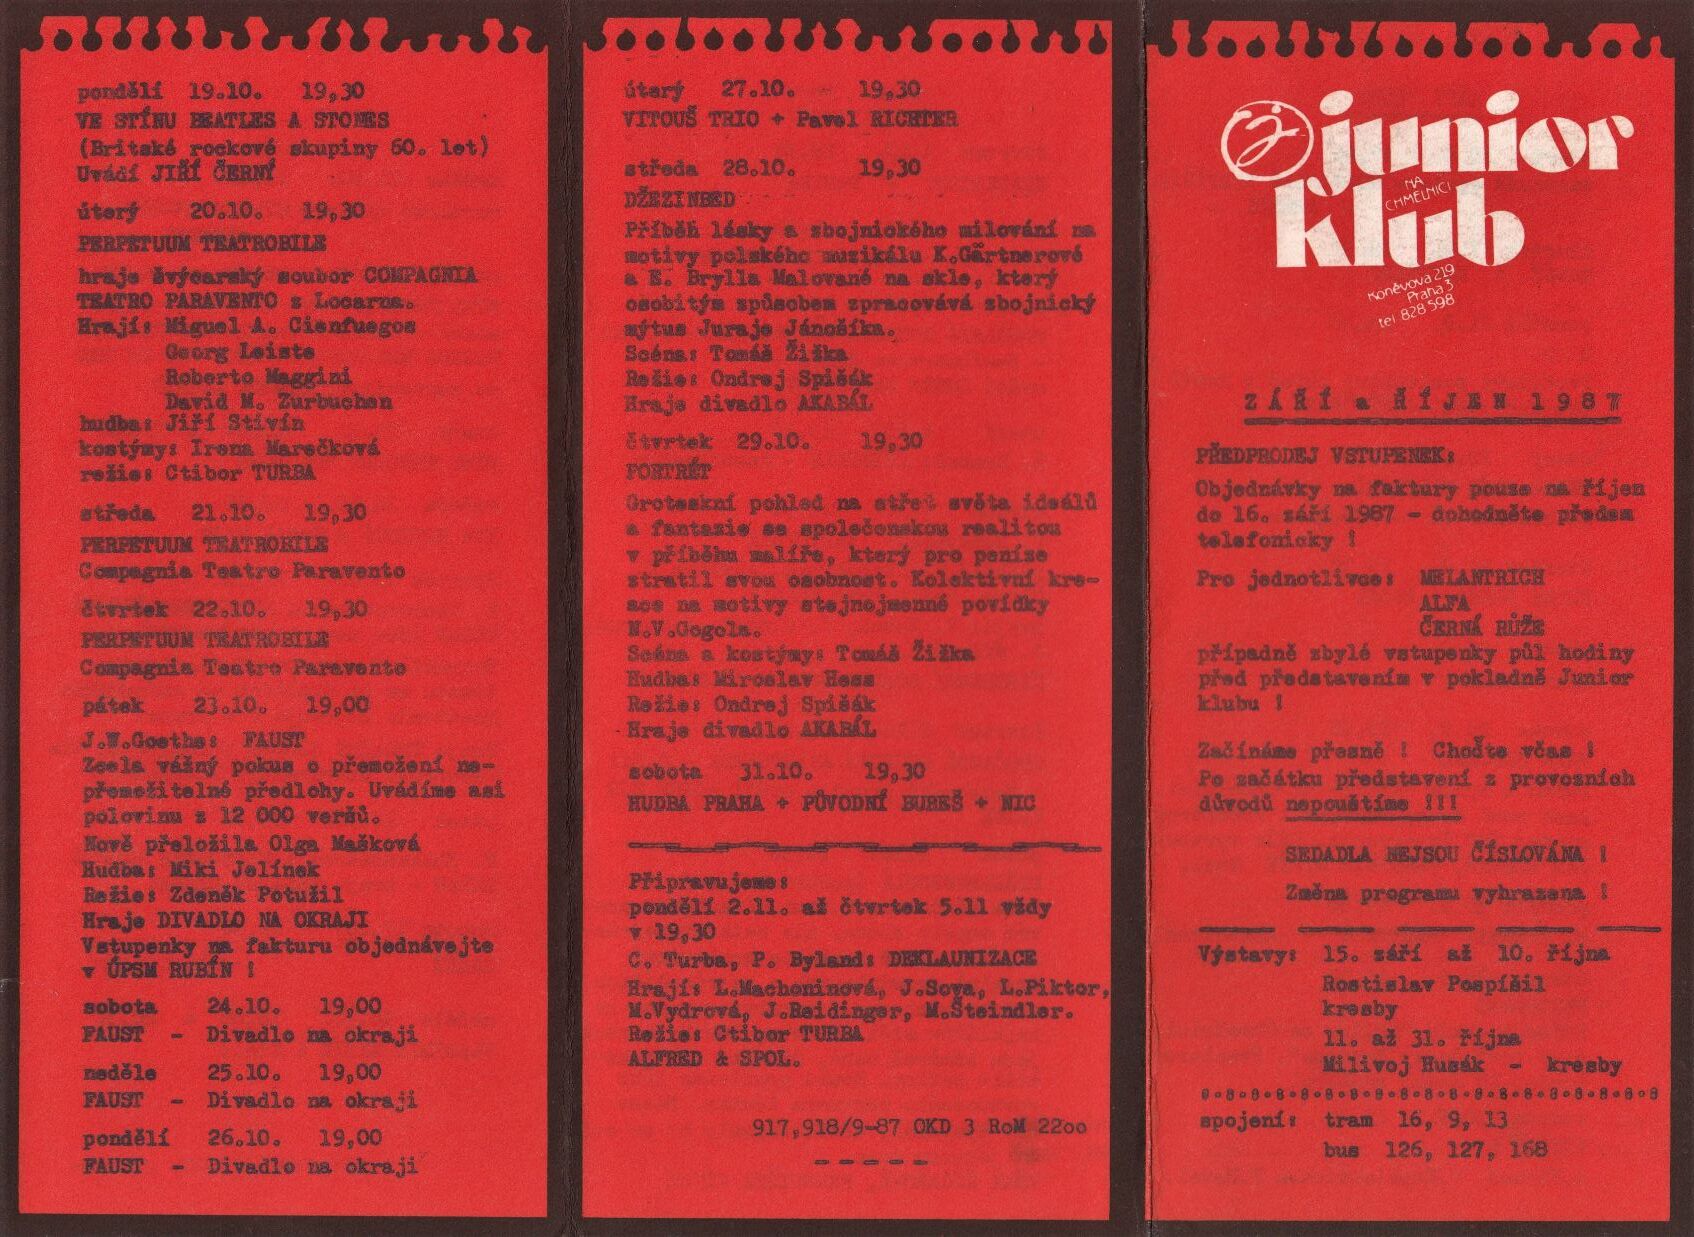 pondělí 19.10. 19,30
VE STÍNU BEATLES A STONES
(Britské rockové skupiny 60. let)
Uvádí JIŘÍ ČERNÝ
úterý 20.10. 19,30
PERPETUUM TEATROBILE
hraje švýcarský soubor COMPAGNIA
TEATRO PARAVENTO z Locarna.
Hrají: Miguel A. Cienfuegos
Georg Leiste
Roberto Maggini
David M. Zurbuchen
hudba: Jiří Stivín
kostýmy: Irena Marečková
režie: Ctibor TURBA
středa 21.10. 19,30
PERPETUUM TEATROBILE
Compagnia Teatro Paravento
čtvrtek 22.10. 19,30
PERPETUUM TEATROBILE
Compagnia Teatro Paravento
pátek 23.10. 19,00
J.W.Goethe: FAUST
Zcela vážný pokus o přemožení ne-
přemožitelné předlohy. Uvádíme asi
polovinu z 12 000 veršů.
Nově přeložila Olga Mašková
Hudba: Miki Jelínek
Režie: Zdeněk Potužil
Hraje DIVADLO NA OKRAJI
Vstupenky na fakturu objednávejte
v ÚPSM RUBÍN !
sobota 24.10. 19,00
FAUST - Divadlo na okraji
neděle 25.10. 19,00
FAUST - Divadlo na okraji
pondělí 26.10. 19,00
FAUST - Divadlo na okraji
úterý 27.10. - 19,30
VITOUŠ TRIO + Pavel RICHTER
středa 28.10. 19,30
DŽEZINBED
Příběh lásky a zbojnického milování na
motivy polského muzikálu K.Gärtnerové
a E. Brylla Malované na skle, který
osobitým způsobem zpracovává zbojnický
mýtus Juraje Jánošíka.
Scéna: Tomáš Žižka
Režie: Ondrej Spišák
Hraje divadlo AKABÁL
čtvrtek 29.10. 19,30
PORTRÉT
Groteskní pohled na střet světa ideálů
a fantazie se společenskou realitou
v příběhu malíře, který pro peníze
ztratil svou osobnost. Kolektivní kre-
ace na motivy stejnojmenné povídky
N.V.Gogola.
Scéna a kostýmy: Tomáš Žižka
Hudba: Miroslav Hess
Režie: Ondrej Spišák
Hraje divadlo AKABÁL
sobota 31.10. 19,30
HUDBA PRAHA + PŮVODNÍ BUREŠ + NIC
Připravujeme:
pondělí 2.11. až čtvrtek 5.11 vždy
v 19,30
C. Turba, P. Byland: DEKLAUNIZACE
Hrají: L.Machoninová, J.Sova, L.Piktor,
M.Vydrová, J.Reidinger, M.Šteindler.
Režie: Ctibor TURBA
ALFRED & SPOL.
917,918/9-87 OKD 3 RoM 22oo
junior
NA
CHMELNICI
klub
Koněvova 219
Praha 3
tel 828 598
ZÁŘÍ a ŘÍJEN 1987
PŘEDPRODEJ VSTUPENEK:
Objednávky na faktury pouze na říjen
do 16. září 1987 - dohodněte předem
telefonicky !
Pro jednotlivce: MELANTRICH
ALFA
ČERNÁ RŮŽE
případně zbylé vstupenky půl hodiny
před představením v pokladně Junior
klubu !
Začínáme přesně ! Choďte včas !
Po začátku představení z provozních
důvodů nepouštíme !!!
SEDADLA NEJSOU ČÍSLOVÁNA !
Změna programu vyhrazena !
Výstavy: 15. září až 10. října
Rostislav Pospíšil
kresby
11. až 31. října
Milivoj Husák - kresby
spojení: tram 16, 9, 13
bus 126, 127, 168